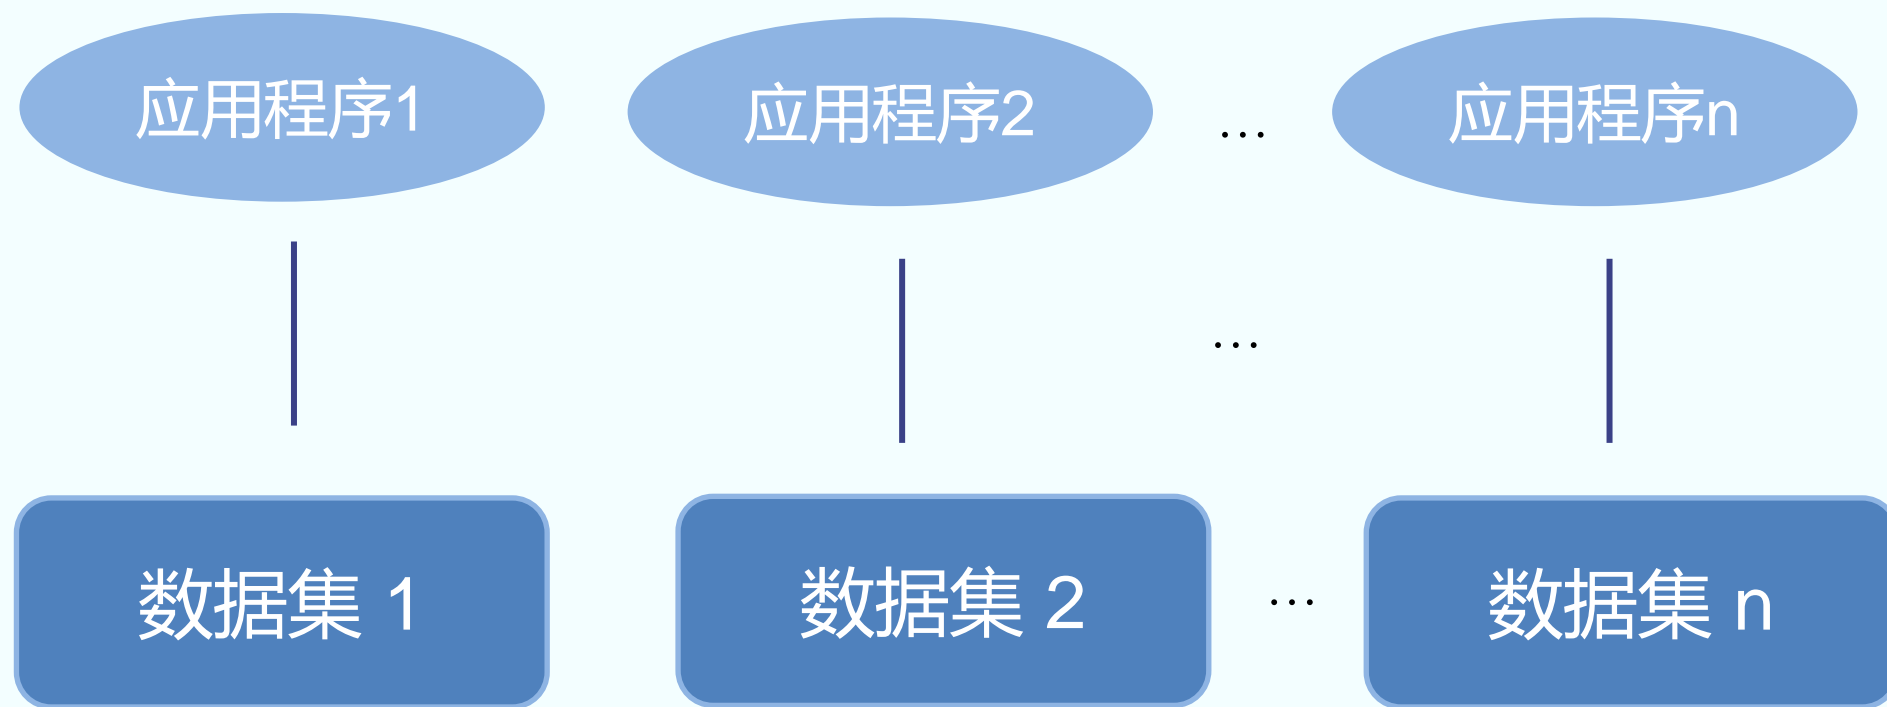 应用程序1
应用程序2
…
应用程序n
…
数据集 1
数据集 2
…
数据集 n